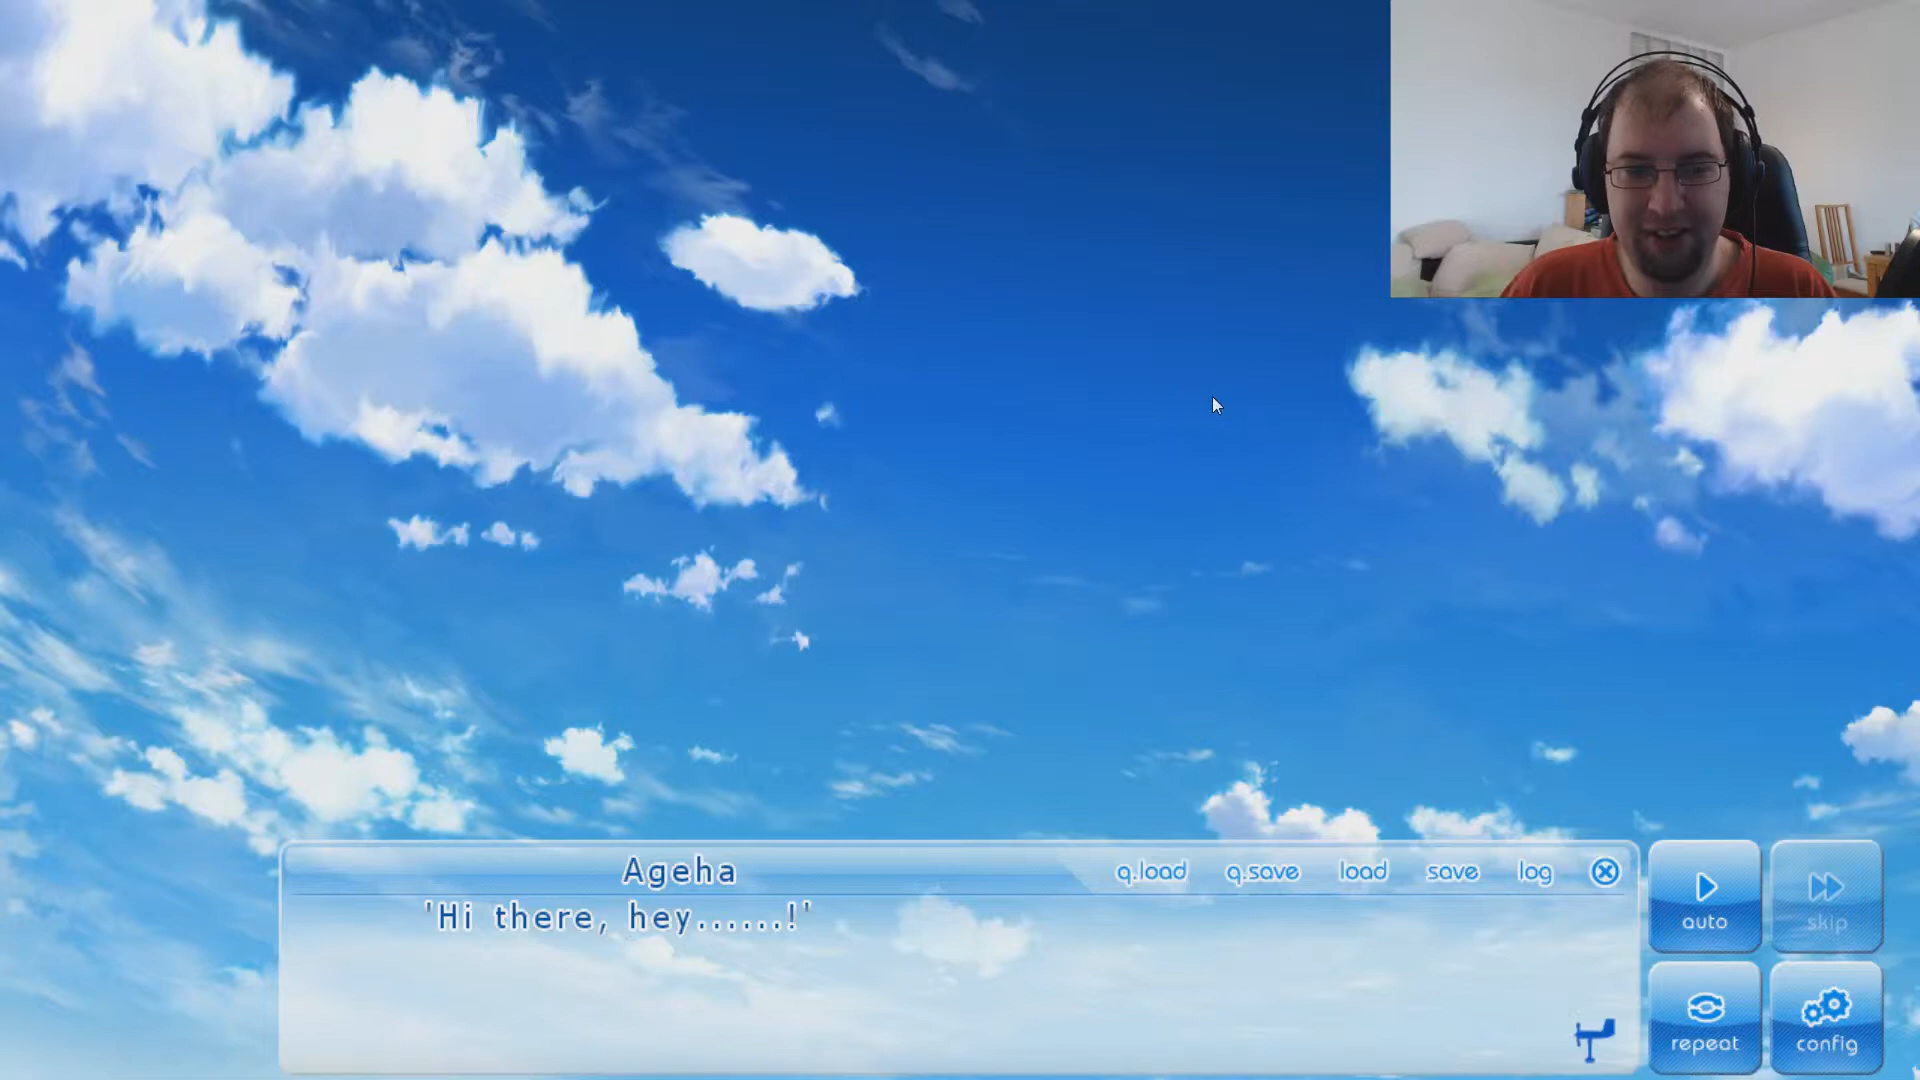 Ageha
q.load
q.save
load
save
log
'Hi there, hey......!'
auto
skip
repeat
config